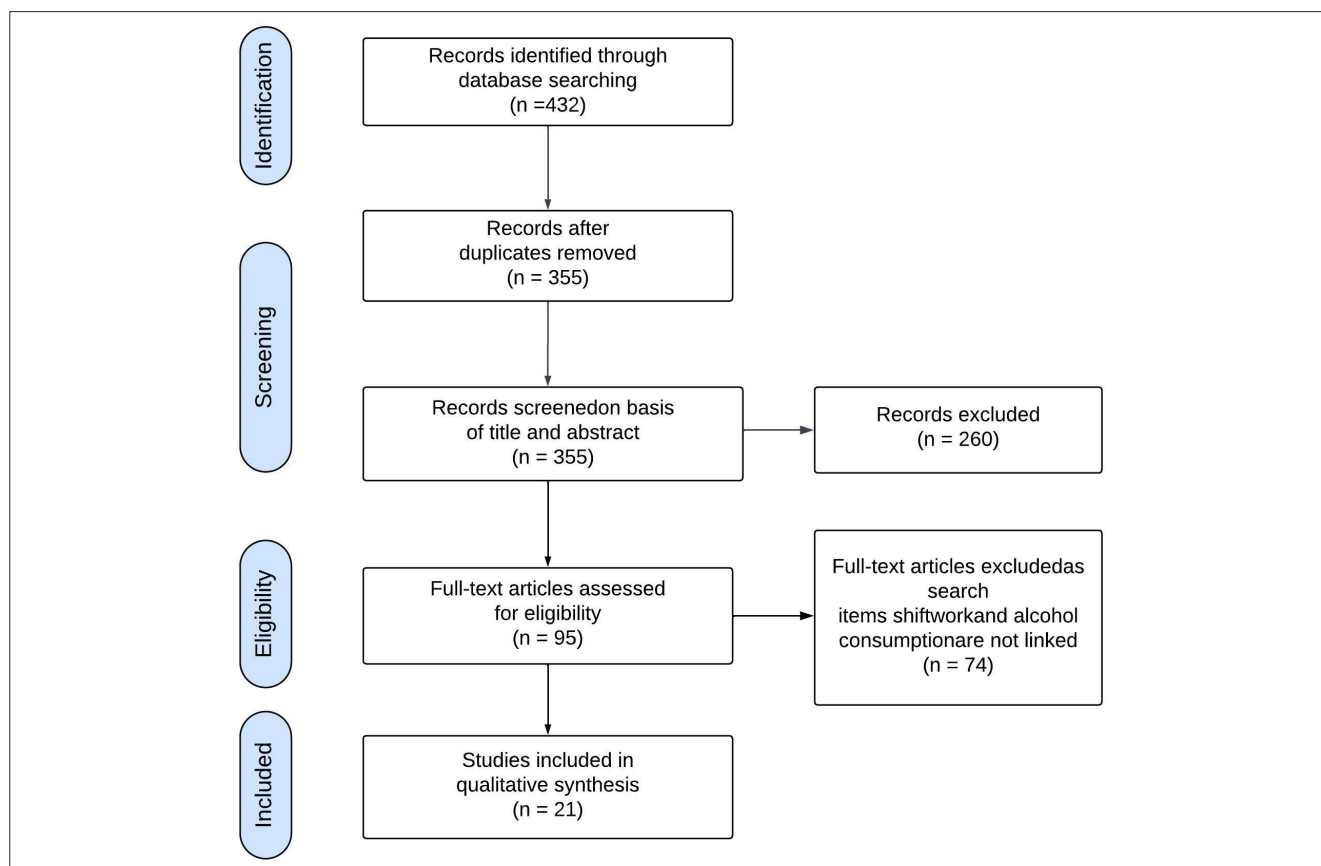 Identification
Records identified through
database searching
(n =432)
Screening
Records after
duplicates removed
(n = 355)
Records screenedon basis
of title and abstract
(n = 355)
Records excluded
(n = 260)
Eligibility
Full-text articles assessed
for eligibility
(n = 95)
Full-text articles excludedas
search
items shiftworkand alcohol
consumptionare not linked
(n = 74)
Included
Studies included in
qualitative synthesis
(n = 21)